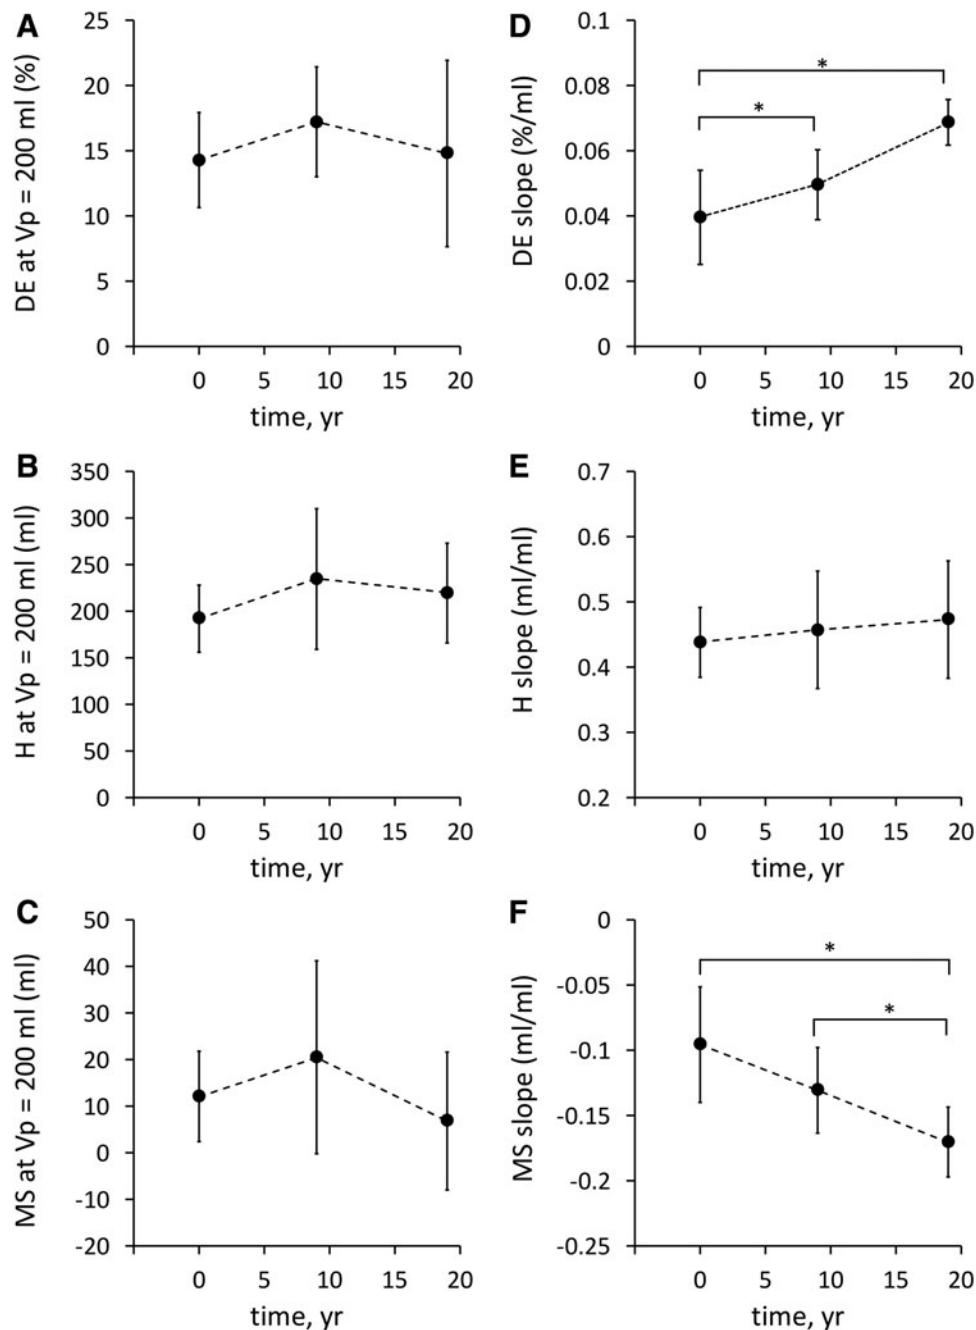 A
DE at Vp = 200 ml (%)
25
20
15
10
5
0
0 5 10 15 20
time, yr
D
DE slope (%/ml)
0.1
0.08
0.06
0.04
0.02
0
*
*
0 5 10 15 20
time, yr
B
H at Vp = 200 ml (ml)
350
300
250
200
150
100
50
0
0 5 10 15 20
time, yr
E
H slope (ml/ml)
0.7
0.6
0.5
0.4
0.3
0.2
0 5 10 15 20
time, yr
C
MS at Vp = 200 ml (ml)
50
40
30
20
10
0
-10
-20
0 5 10 15 20
time, yr
F
MS slope (ml/ml)
0
-0.05
-0.1
-0.15
-0.2
-0.25
*
*
0 5 10 15 20
time, yr